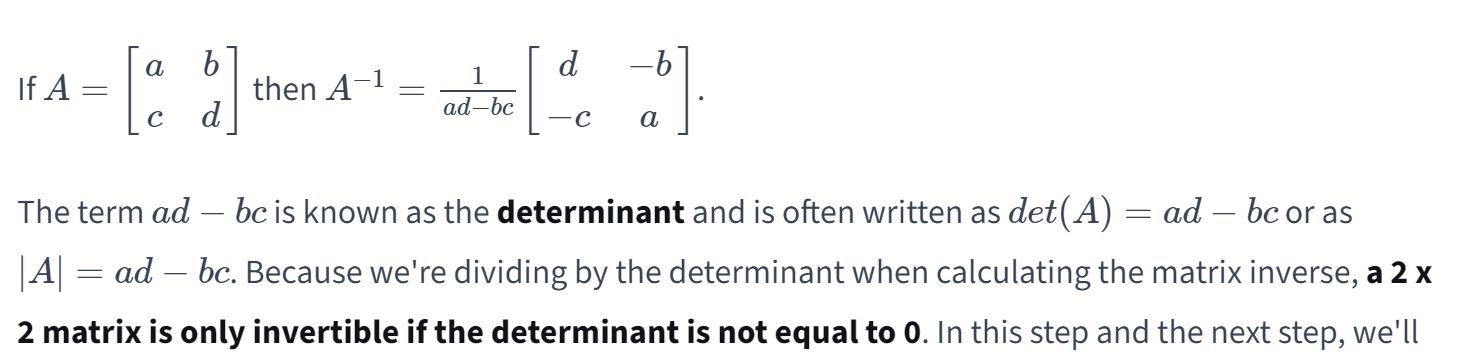 If $A = \begin{bmatrix} a & b \\ c & d \end{bmatrix}$ then $A^{-1} = \frac{1}{ad-bc} \begin{bmatrix} d & -b \\ -c & a \end{bmatrix}$.
The term $ad - bc$ is known as the determinant and is often written as $det(A) = ad - bc$ or as
$|A| = ad - bc$. Because we're dividing by the determinant when calculating the matrix inverse, a 2 x
2 matrix is only invertible if the determinant is not equal to 0. In this step and the next step, we'll